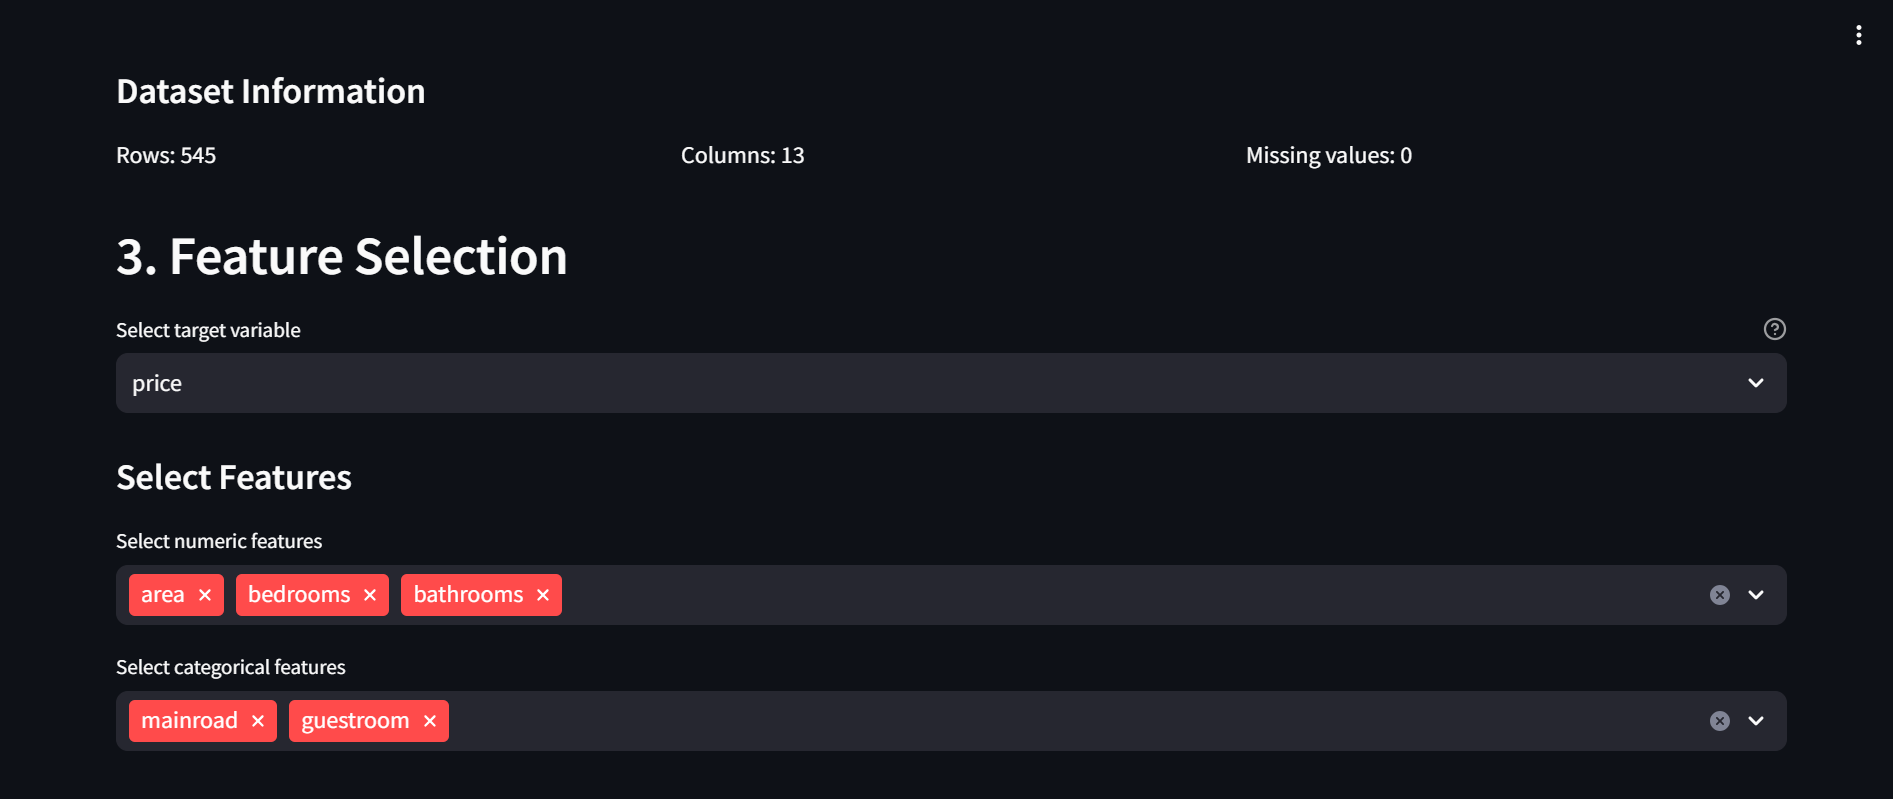 Dataset Information
Rows: 545 Columns: 13 Missing values: 0
3. Feature Selection
Select target variable
price
Select Features
Select numeric features
area bedrooms bathrooms
Select categorical features
mainroad guestroom